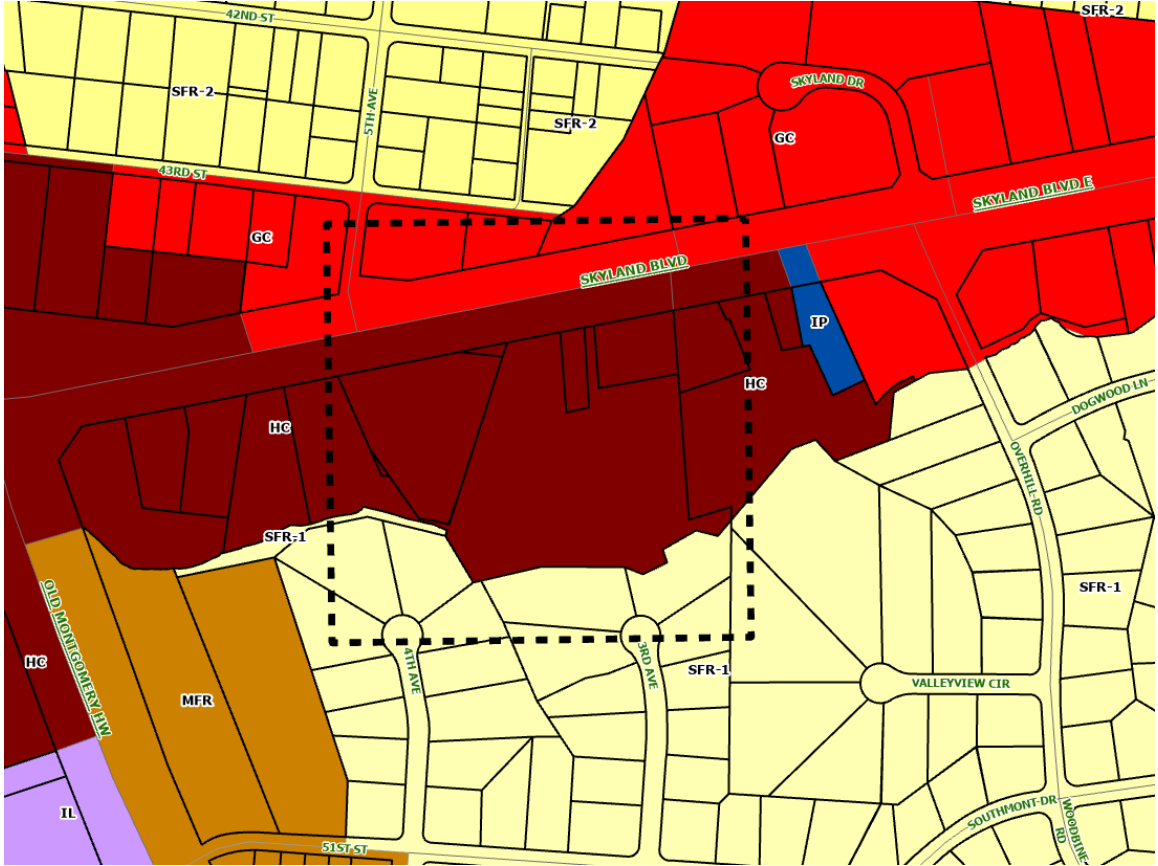 42ND ST
SFR-2
SKYLAND DR
SFR-2
5TH AVE
SFR-2
GC
43RD ST
SKYLAND BLVD E
GC
SKYLAND BLVD
IP
HC
DOGWOOD LN
HC
OVERHILL RD
SFR-1
SFR-1
OLD MONTGOMERY HW
HC
4TH AVE
3RD AVE
SFR-1
VALLEYVIEW CIR
MFR
IL
SOUTHMONT DR
WOODBINE
RD
51ST ST